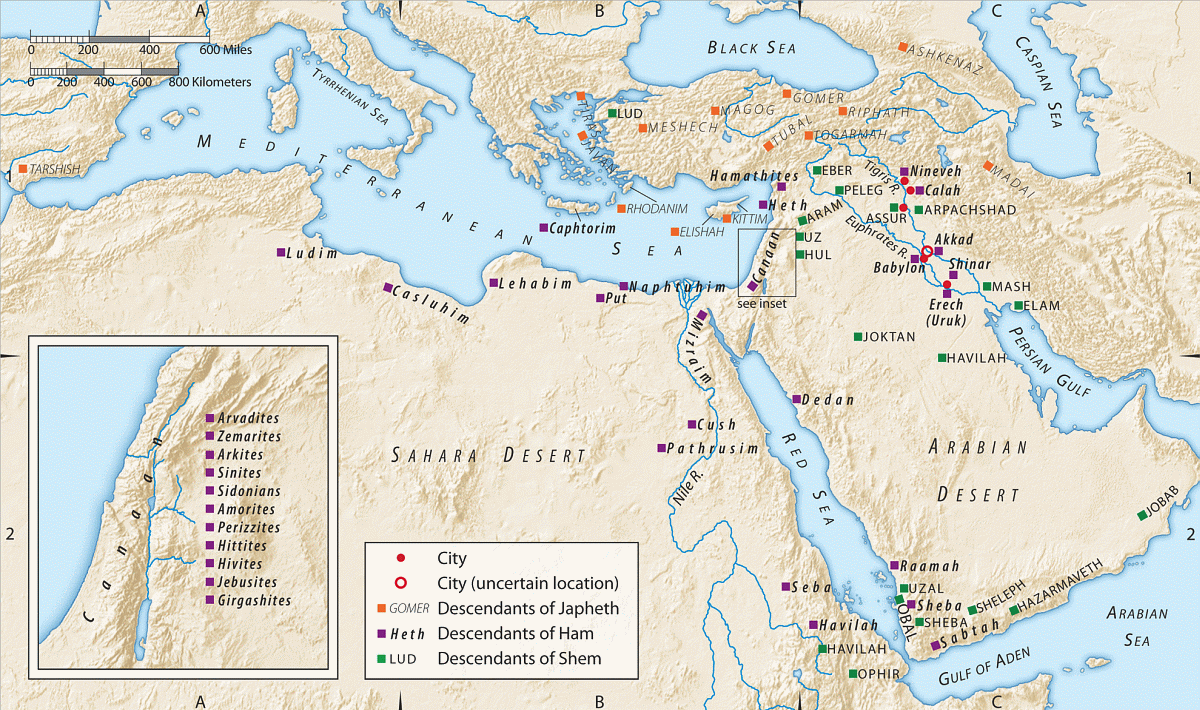 A
B
C
0
200
400
600 Miles
0
200
400
600
800 Kilometers
BLACK SEA
CASPIAN SEA
TYRRHENIAN SEA
MEDITERRANEAN SEA
ASHKENAZ
GOMER
MAGOG
RIPHATH
TIRAS
LUD
MESHECH
TUBAL
TOGARMAH
JAVAN
TARSHISH
1
1
MADAI
Hamathites
EBER
Tigris R.
Nineveh
PELEG
Calah
Heth
RHODANIM
KITTIM
ARAM
ASSUR
ARPACHSHAD
Caphtorim
ELISHAH
Euphrates R.
Akkad
UZ
HUL
Canaan
Babylon
Shinar
Ludim
Lehabim
Casluhim
Naphtuhim
Put
see inset
MASH
Erech
(Uruk)
ELAM
Mizraim
JOKTAN
HAVILAH
PERSIAN GULF
Dedan
Cush
Pathrusim
SAHARA DESERT
Nile R.
RED SEA
ARABIAN
DESERT
JOBAB
2
2
Canaan
Arvadites
Zemarites
Arkites
Sinites
Sidonians
Amorites
Perizzites
Hittites
Hivites
Jebusites
Girgashites
City
City (uncertain location)
GOMER Descendants of Japheth
Heth Descendants of Ham
LUD Descendants of Shem
Raamah
Seba
UZAL
OBAL
Sheba
SHEBA
SHELEPH
HAZARMAVETH
Havilah
HAVILAH
Sabtah
OPHIR
GULF OF ADEN
ARABIAN
SEA
A
B
C